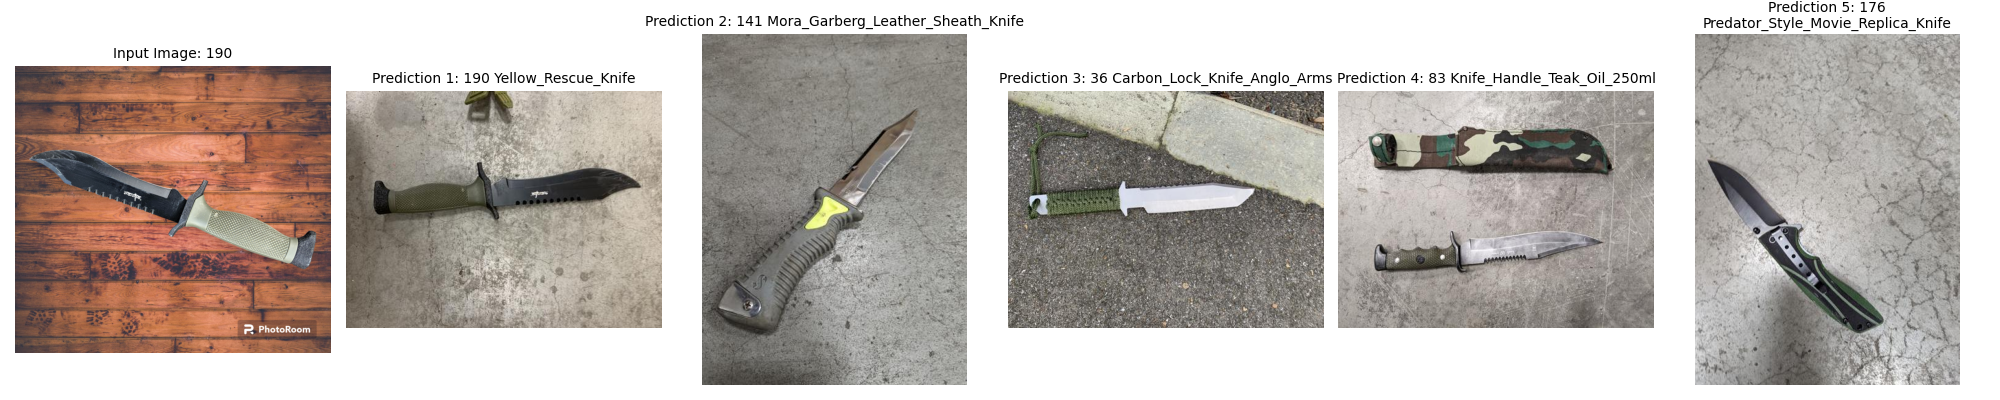 Input Image: 190
PhotoRoom
Prediction 1: 190 Yellow_Rescue_Knife
Prediction 2: 141 Mora_Garberg_Leather_Sheath_Knife
Prediction 3: 36 Carbon_Lock_Knife_Anglo_Arms
Prediction 4: 83 Knife_Handle_Teak_Oil_250ml
Prediction 5: 176
Predator_Style_Movie_Replica_Knife